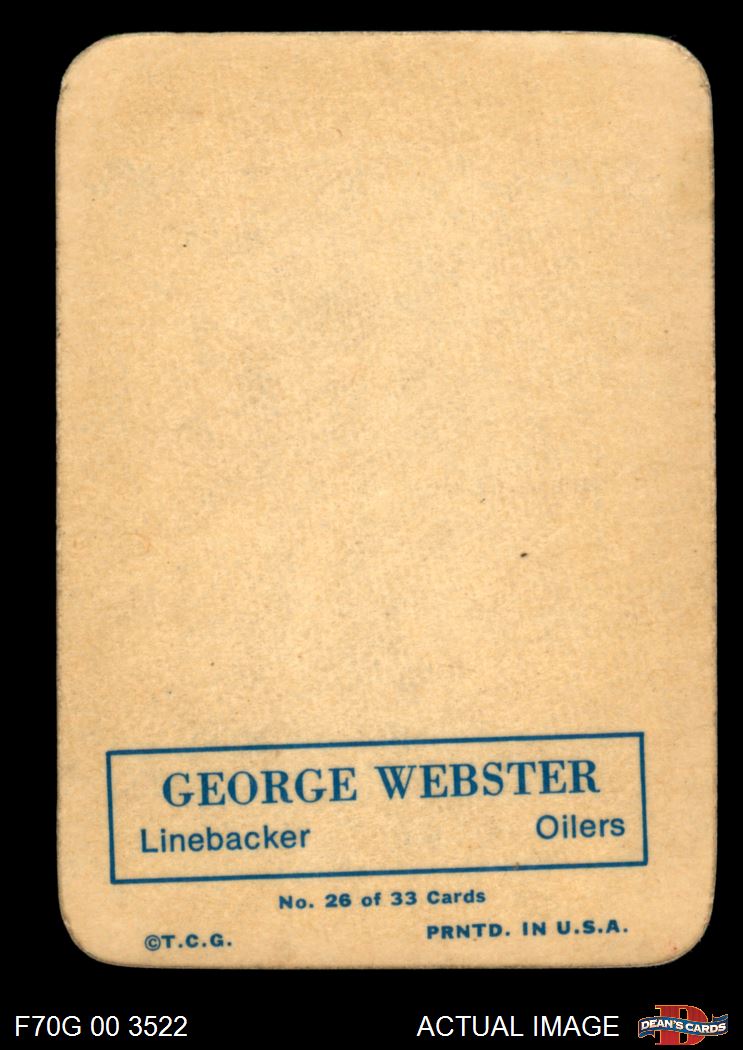 GEORGE WEBSTER
Linebacker Oilers
No. 26 of 33 Cards
©T.C.G. PRNTD. IN U.S.A.
F70G 00 3522 ACTUAL IMAGE DEAN'S CARDS